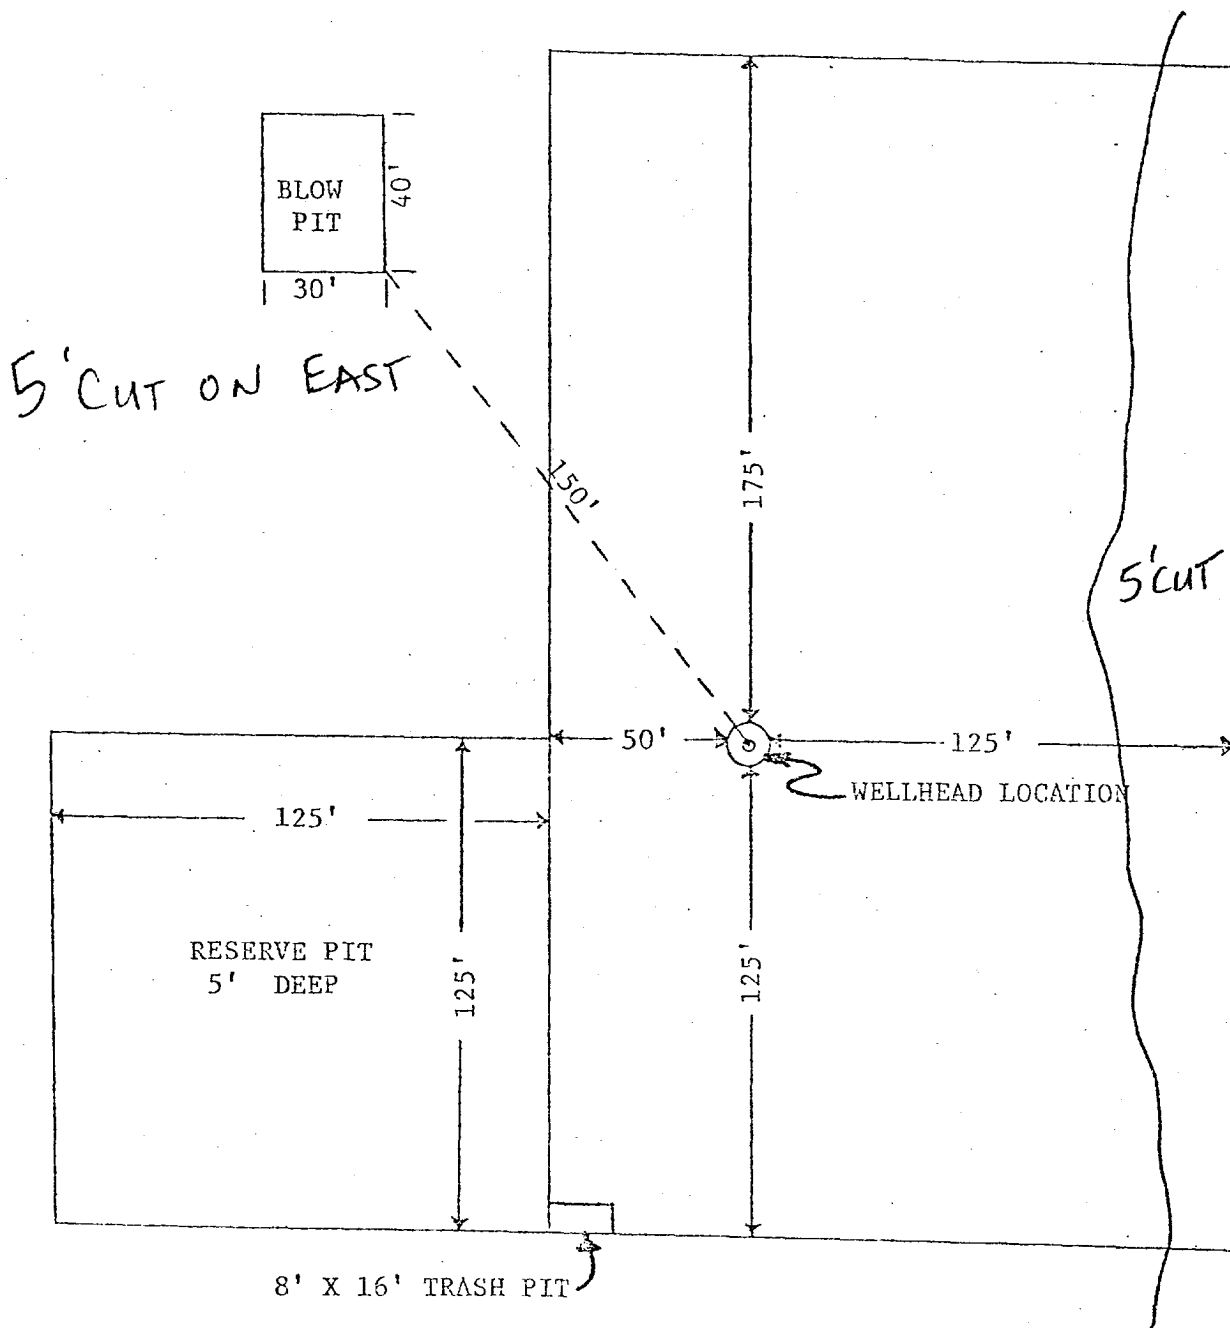 BLOW
PIT
40'
30'
5' CUT ON EAST
150'
175'
5' CUT
50'
125'
WELLHEAD LOCATION
125'
RESERVE PIT
5' DEEP
125'
125'
8' X 16' TRASH PIT